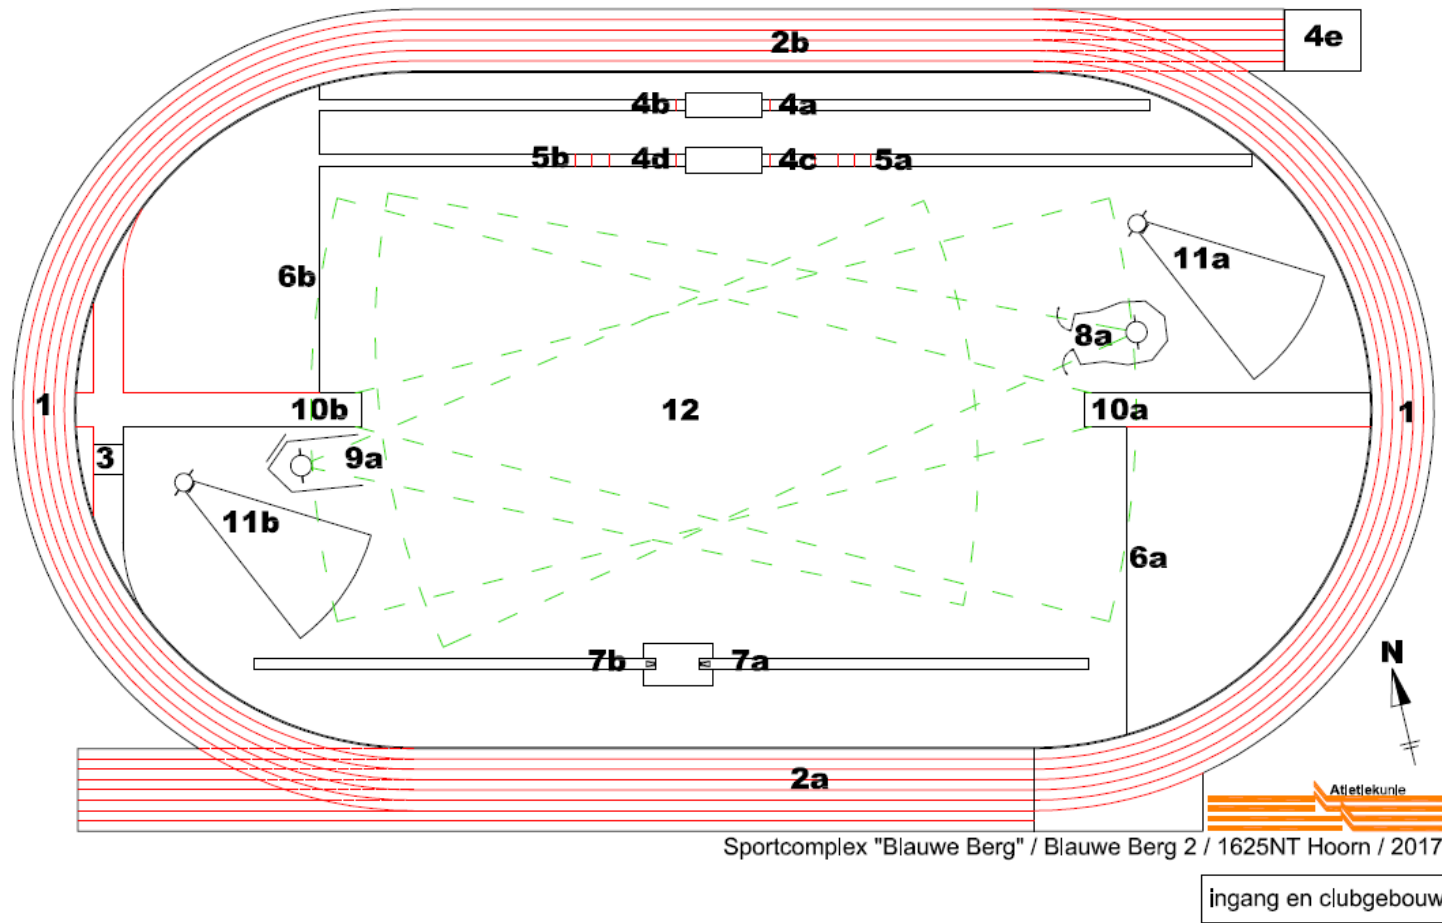 2b
4e
4b
4a
5b
4d
4c
5a
6b
11a
8a
1
10b
12
10a
1
3
9a
11b
6a
7b
7a
N
2a
Atletiekunie
Sportcomplex "Blauwe Berg" / Blauwe Berg 2 / 1625NT Hoorn / 2017
ingang en clubgebouw